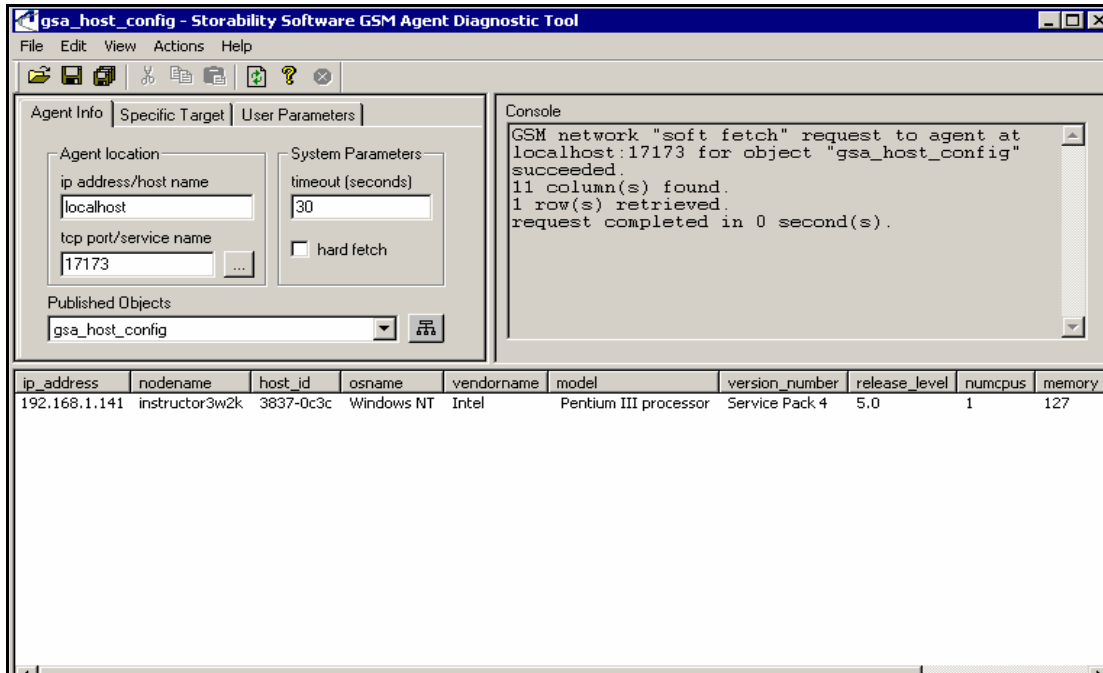 gsa_host_config - Storability Software GSM Agent Diagnostic Tool
File Edit View Actions Help
Agent Info Specific Target User Parameters
Agent location
ip address/host name
localhost
tcp port/service name
17173 ...
System Parameters
timeout (seconds)
30
hard fetch
Published Objects
gsa_host_config
Console
GSM network "soft fetch" request to agent at
localhost:17173 for object "gsa_host_config"
succeeded.
11 column(s) found.
1 row(s) retrieved.
request completed in 0 second(s).
ip_address nodename host_id osname vendorname model version_number release_level numcpus memory
192.168.1.141 instructor3w2k 3837-0c3c Windows NT Intel Pentium III processor Service Pack 4 5.0 1 127